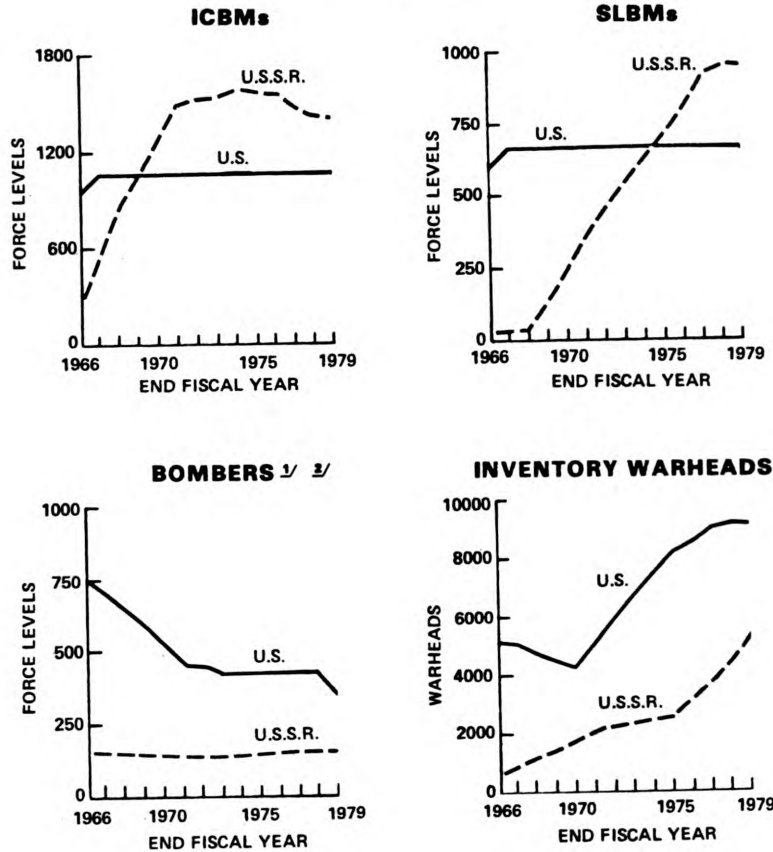 ICBMs
1800
1200
600
0
FORCE LEVELS
U.S.S.R.
U.S.
1966 1970 1975 1979
END FISCAL YEAR
SLBMs
1000
750
500
250
0
FORCE LEVELS
U.S.S.R.
U.S.
1966 1970 1975 1979
END FISCAL YEAR
BOMBERS 1/ 2/
1000
750
500
250
0
FORCE LEVELS
U.S.
U.S.S.R.
1966 1970 1975 1979
END FISCAL YEAR
INVENTORY WARHEADS
10000
8000
6000
4000
2000
0
WARHEADS
U.S.
U.S.S.R.
1966 1970 1975 1979
END FISCAL YEAR